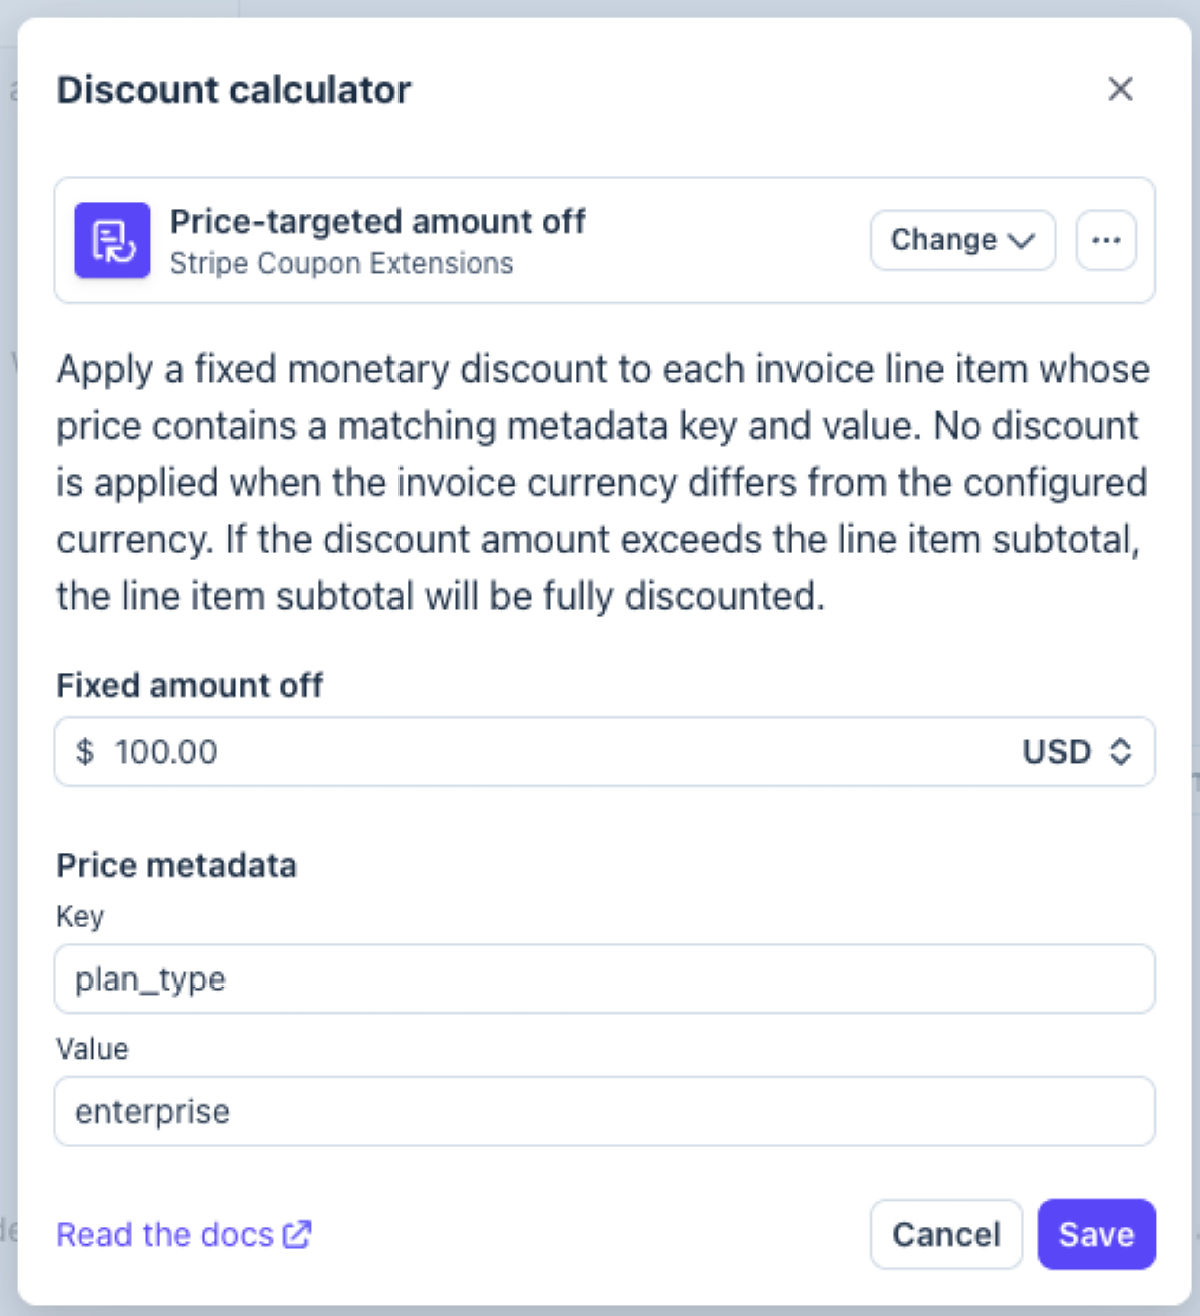 Discount calculator
Price-targeted amount off
Stripe Coupon Extensions
Change
Apply a fixed monetary discount to each invoice line item whose
price contains a matching metadata key and value. No discount
is applied when the invoice currency differs from the configured
currency. If the discount amount exceeds the line item subtotal,
the line item subtotal will be fully discounted.
Fixed amount off
$ 100.00 USD
Price metadata
Key
plan_type
Value
enterprise
Read the docs
Cancel Save